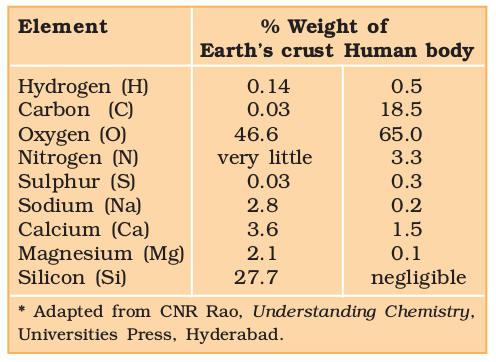 Element % Weight of
Earth's crust Human body
Hydrogen (H) 0.14 0.5
Carbon (C) 0.03 18.5
Oxygen (O) 46.6 65.0
Nitrogen (N) very little 3.3
Sulphur (S) 0.03 0.3
Sodium (Na) 2.8 0.2
Calcium (Ca) 3.6 1.5
Magnesium (Mg) 2.1 0.1
Silicon (Si) 27.7 negligible
* Adapted from CNR Rao, Understanding Chemistry,
Universities Press, Hyderabad.